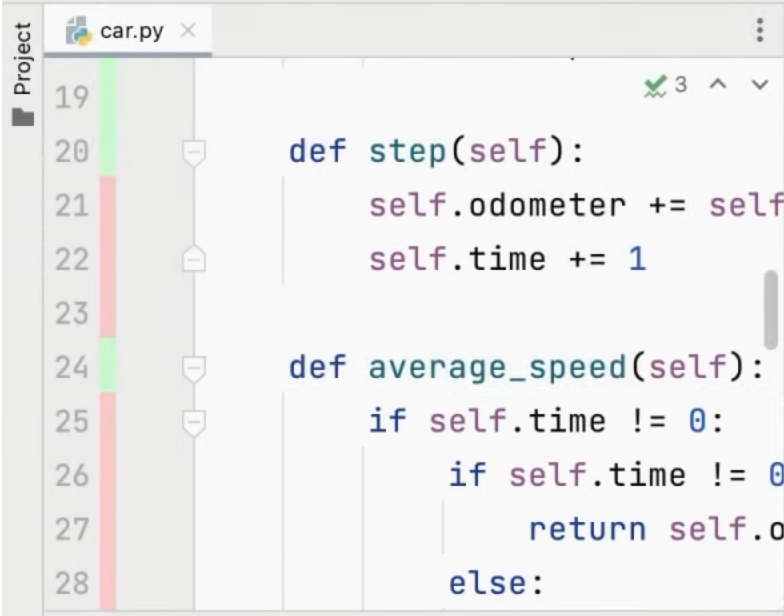 Project
car.py
3
19
20 def step(self):
21 self.odometer += self
22 self.time += 1
23
24 def average_speed(self):
25 if self.time != 0:
26 if self.time != 0
27 return self.o
28 else: